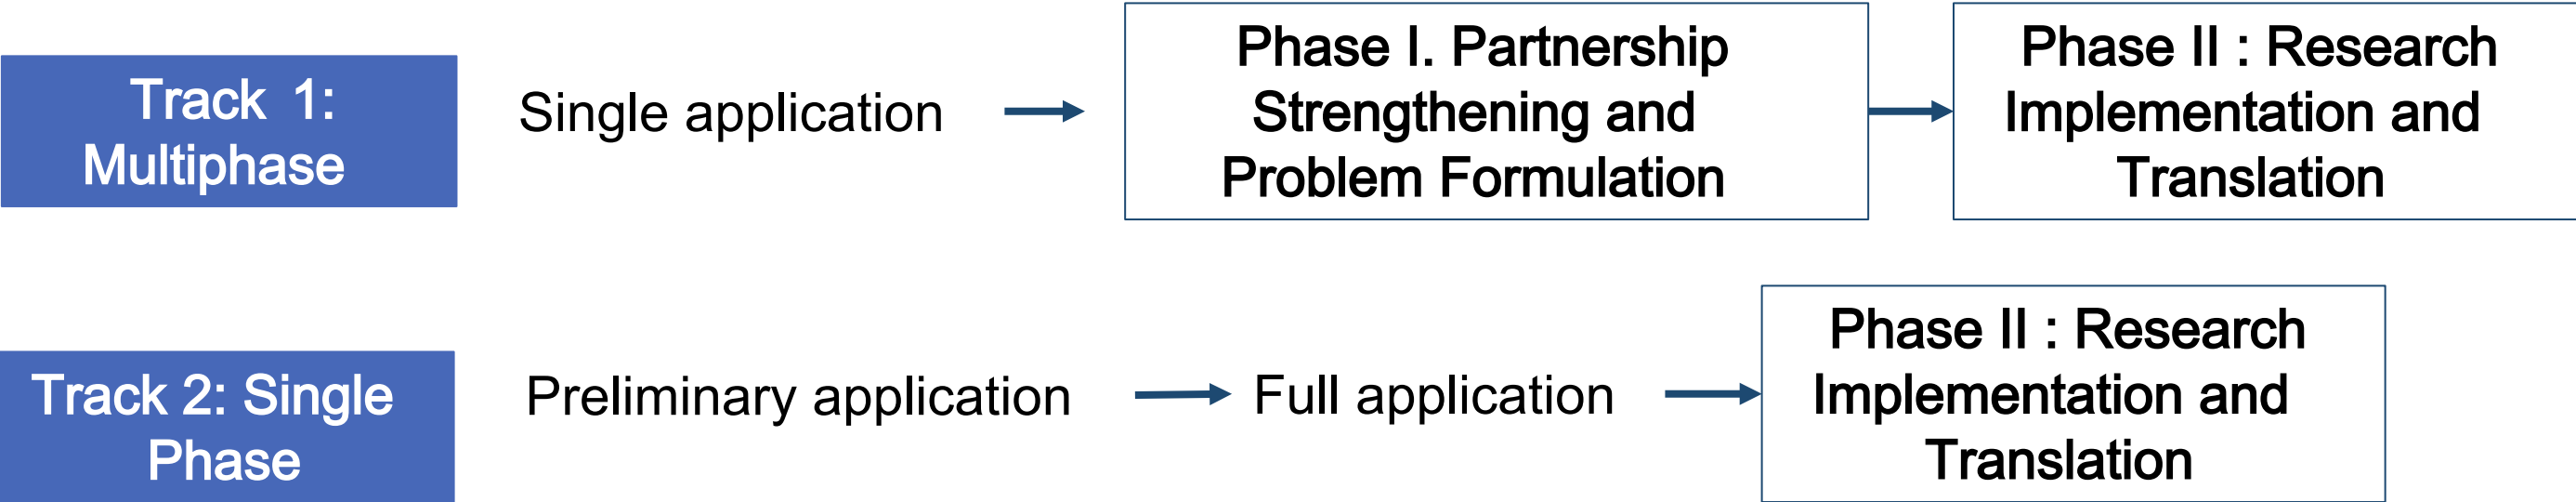 Track 1:
Multiphase
Single application
Phase I. Partnership
Strengthening and
Problem Formulation
Phase II : Research
Implementation and
Translation
Track 2: Single
Phase
Preliminary application
Full application
Phase II : Research
Implementation and
Translation